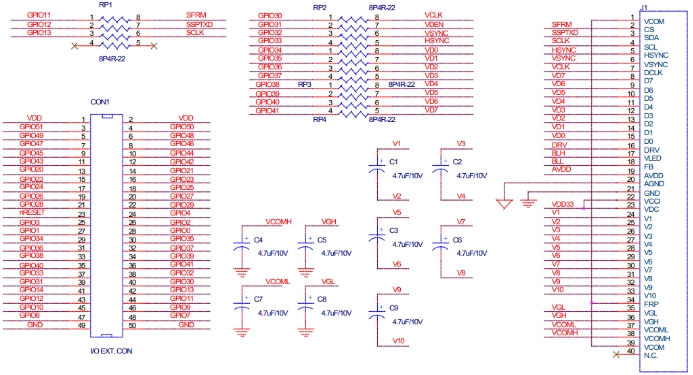 RP1
GPIO11 1 8 SFRM
GPIO12 2 7 SSPTXD
GPIO13 3 6 SCLK
4 5
8P4R-22
RP2 8P4R-22
GPIO30 1 8 VCLK
GPIO31 2 7 VDEN
GPIO32 3 6 VSYNC
GPIO33 4 5 HSYNC
GPIO34 1 8 VD0
GPIO35 2 7 VD1
GPIO36 3 6 VD2
GPIO37 4 5 VD3
GPIO38 RP3 1 8 8P4R-22 VD4
GPIO39 2 7 VD5
GPIO40 3 6 VD6
GPIO41 4 5 VD7
RP4 8P4R-22
CON1
VDD 1 2 VDD
GPIO51 3 4 GPIO50
GPIO49 5 6 GPIO48
GPIO47 7 8 GPIO46
GPIO45 9 10 GPIO44
GPIO43 11 12 GPIO42
GPIO20 13 14 GPIO21
GPIO22 15 16 GPIO23
GPIO24 17 18 GPIO25
GPIO26 19 20 GPIO27
GPIO28 21 22 GPIO29
nRESET 23 24 GPIO4
GPIO3 25 26 GPIO2
GPIO1 27 28 GPIO0
GPIO34 29 30 GPIO35
GPIO36 31 32 GPIO37
GPIO38 33 34 GPIO39
GPIO40 35 36 GPIO41
GPIO33 37 38 GPIO32
GPIO31 39 40 GPIO30
GPIO14 41 42 GPIO13
GPIO12 43 44 GPIO11
GPIO10 45 46 GPIO9
GPIO8 47 48 GPIO7
GND 49 50 GND
I/O EXT. CON
V1
C1
4.7uF/10V
V2
V3
C2
4.7uF/10V
V4
V5
C3
4.7uF/10V
V6
VCOMH
C4
4.7uF/10V
VGH
C5
4.7uF/10V
V7
C6
4.7uF/10V
V8
VCOML
C7
4.7uF/10V
VGL
C8
4.7uF/10V
V9
C9
4.7uF/10V
V10
J1
1 VCOM
SFRM 2 CS
SSPTXD 3 SDA
SCLK 4 SCL
HSYNC 5 HSYNC
VSYNC 6 VSYNC
VCLK 7 DCLK
VD7 8 D7
VD6 9 D6
VD5 10 D5
VD4 11 D4
VD3 12 D3
VD2 13 D2
VD1 14 D1
VD0 15 D0
DRV 16 DRV
BLH 17 VLED
BLL 18 FB
AVDD 19 AVDD
20 AGND
21 GND
22 VCCI
VDD33 23 VDC
V1 24 V1
V2 25 V2
V3 26 V3
V4 27 V4
V5 28 V5
V6 29 V6
V7 30 V7
V8 31 V8
V9 32 V9
V10 33 V10
34 FRP
VGL 35 VGL
VGH 36 VGH
VCOML 37 VCOML
VCOMH 38 VCOMH
39 VCOM
40 N.C.